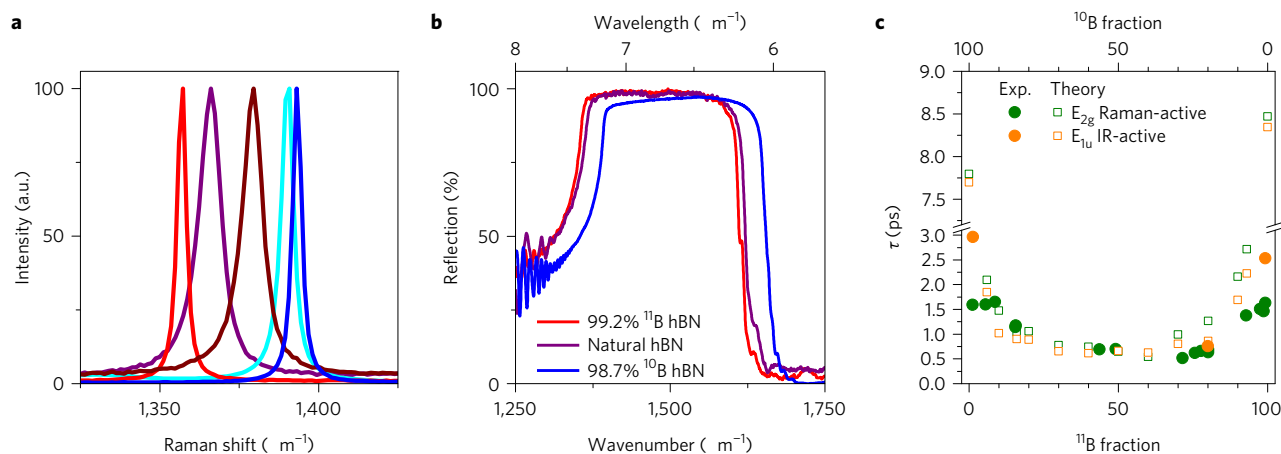 a
Intensity (a.u.)
100
50
0
1,350
1,400
Raman shift ( m⁻¹)
b
Wavelength ( m⁻¹)
8
7
6
Reflection (%)
100
50
0
99.2% ¹¹B hBN
Natural hBN
98.7% ¹⁰B hBN
1,250
1,500
1,750
Wavenumber ( m⁻¹)
c
¹⁰B fraction
100
50
0
τ (ps)
9.0
8.5
8.0
7.5
3.0
2.5
2.0
1.5
1.0
0.5
0.0
Exp. Theory
E₂g Raman-active
E₁u IR-active
0
50
100
¹¹B fraction